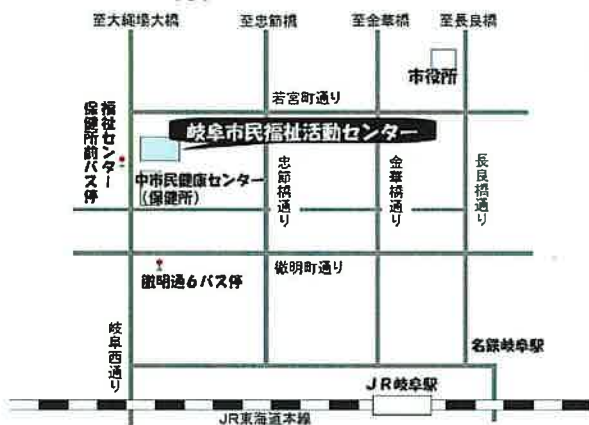 至大縄場大橋
至忠節橋
至金華橋
至長良橋
市役所
若宮町通り
福祉センター
保健所前バス停
岐阜市民福祉活動センター
中市民健康センター
(保健所)
忠節橋通り
金華橋通り
長良橋通り
徹明町通り
徹明通6バス停
岐阜西通り
名鉄岐阜駅
JR岐阜駅
JR東海道本線